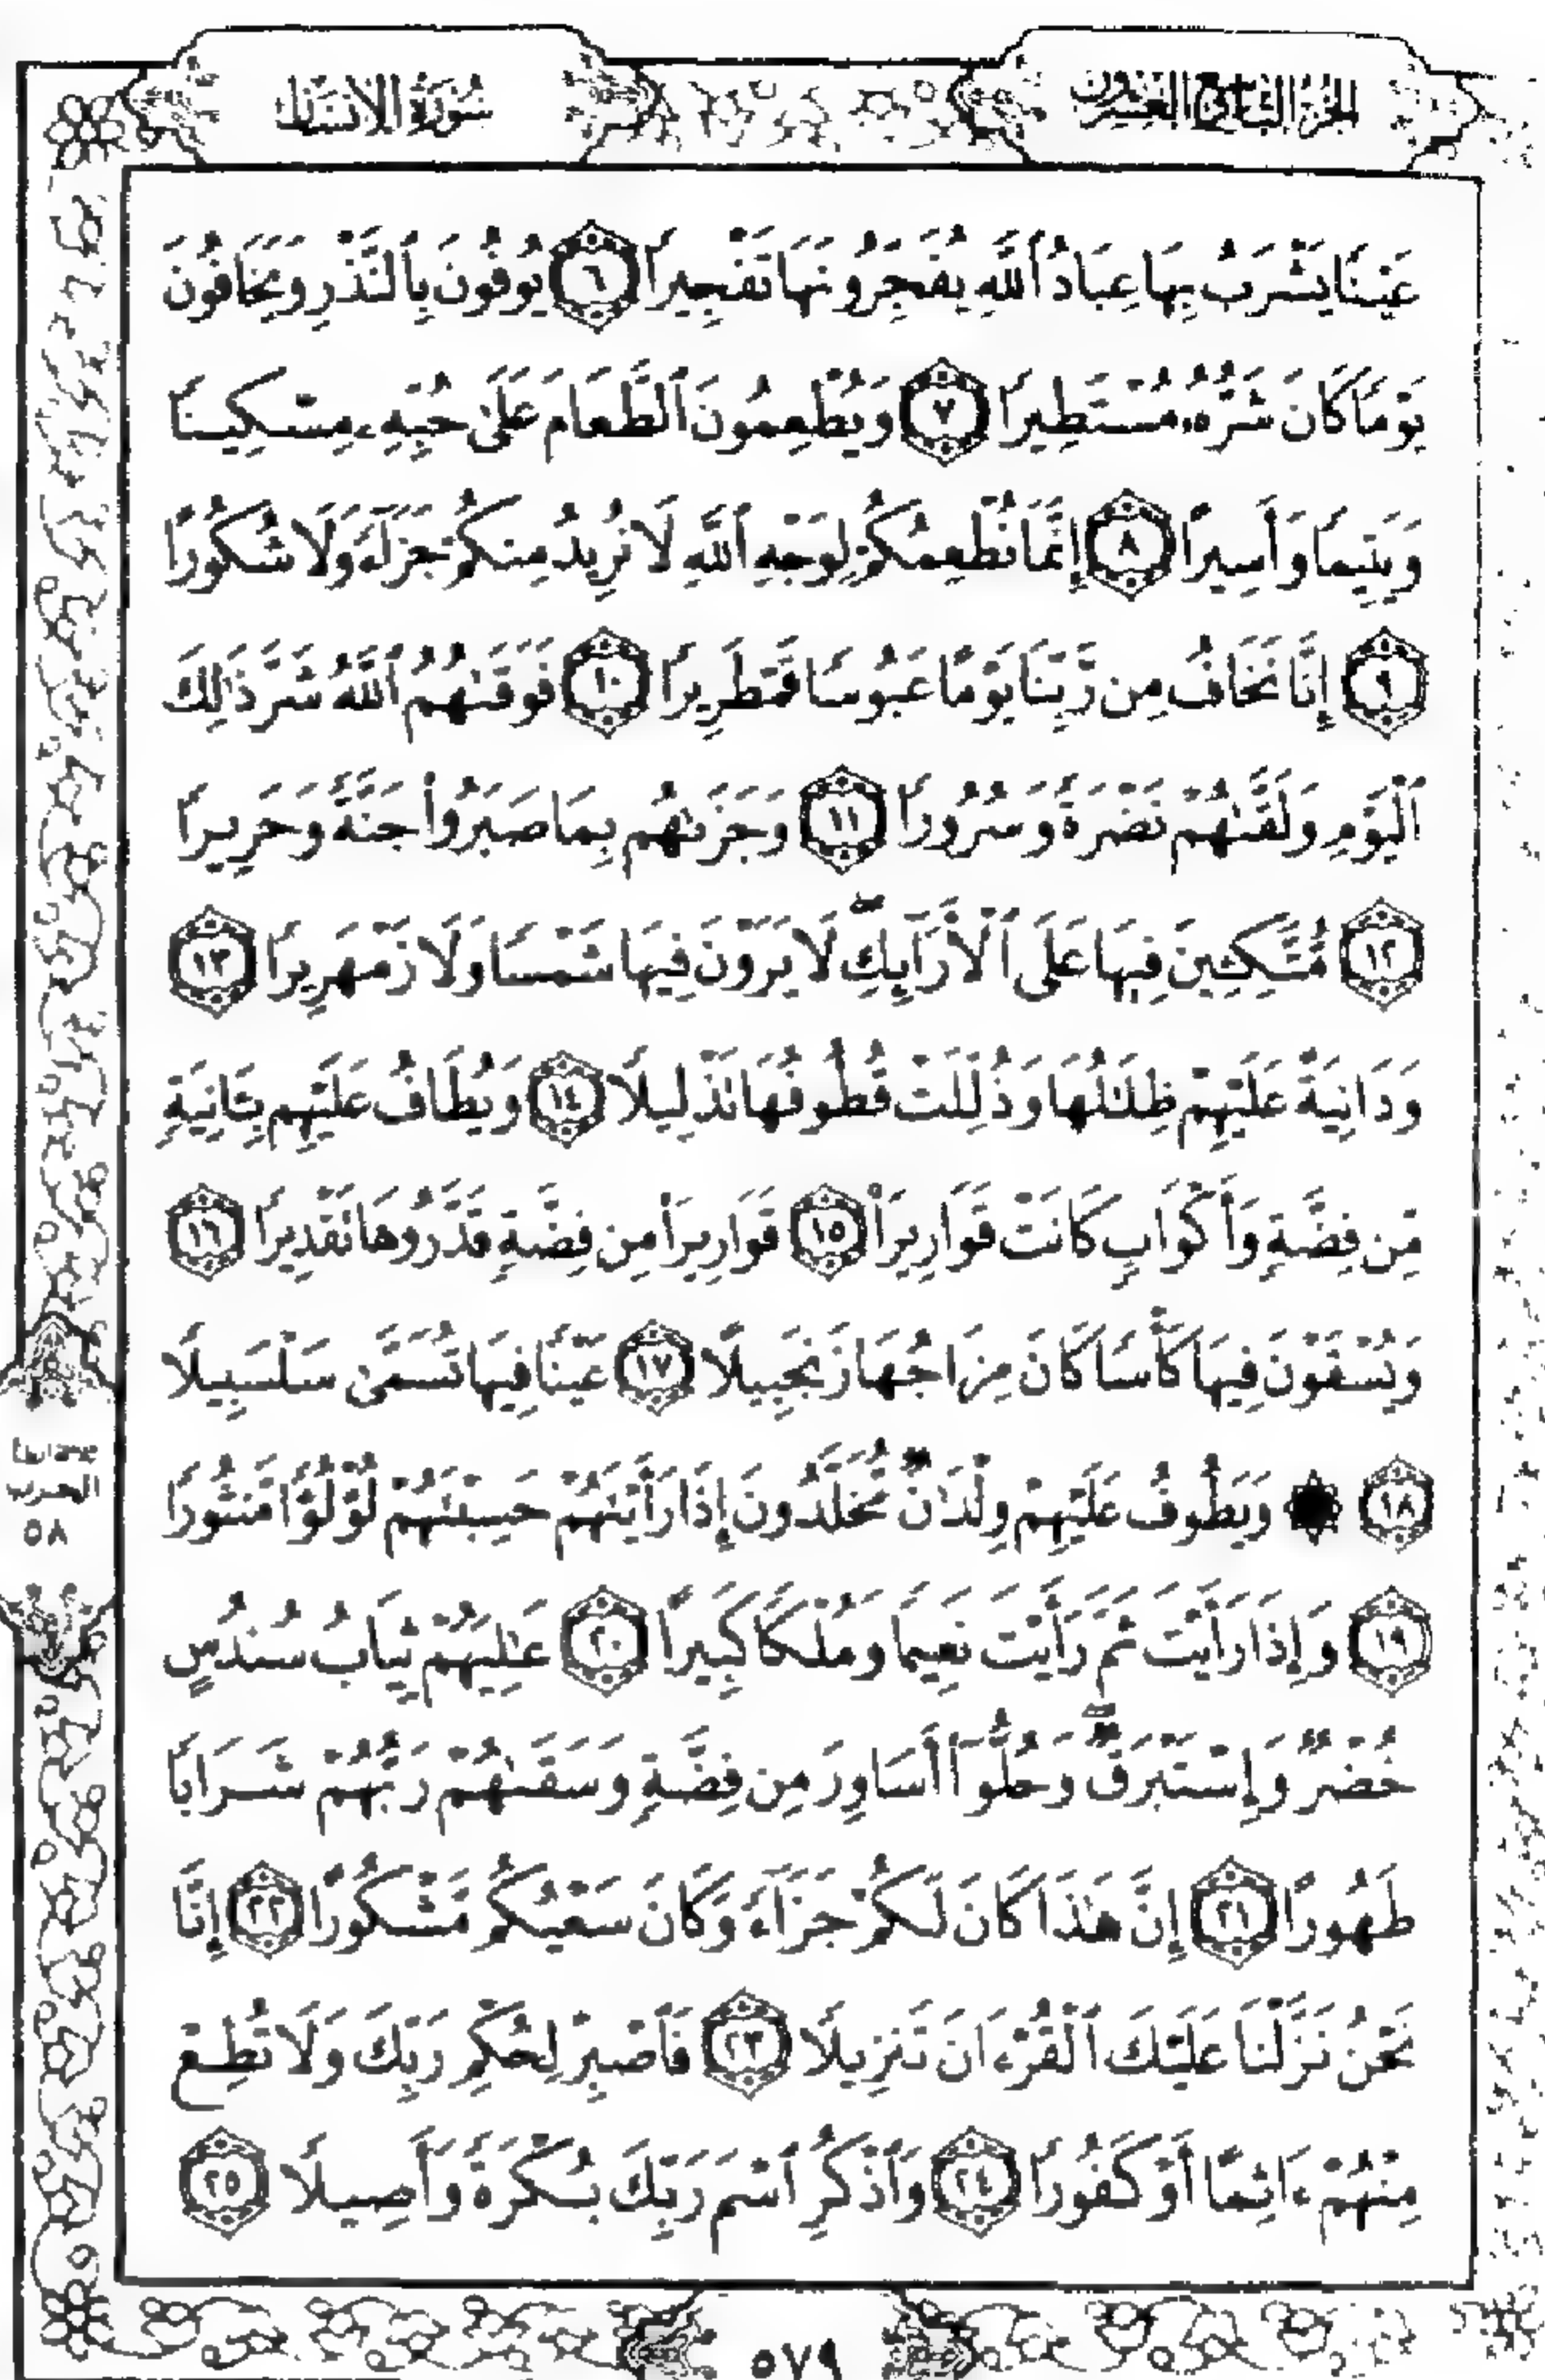 الجزء التاسع والعشرون
سورة الإنسان
عَيْنًا يَشْرَبُ بِهَا عِبَادُ ٱللَّهِ يُفَجِّرُونَهَا تَفْجِيرًا ٦ يُوفُونَ بِٱلنَّذْرِ وَيَخَافُونَ
يَوْمًا كَانَ شَرُّهُۥ مُسْتَطِيرًا ٧ وَيُطْعِمُونَ ٱلطَّعَامَ عَلَىٰ حُبِّهِۦ مِسْكِينًا
وَيَتِيمًا وَأَسِيرًا ٨ إِنَّمَا نُطْعِمُكُمْ لِوَجْهِ ٱللَّهِ لَا نُرِيدُ مِنكُمْ جَزَآءً وَلَا شُكُورًا
٩ إِنَّا نَخَافُ مِن رَّبِّنَا يَوْمًا عَبُوسًا قَمْطَرِيرًا ١٠ فَوَقَىٰهُمُ ٱللَّهُ شَرَّ ذَٰلِكَ
ٱلْيَوْمِ وَلَقَّىٰهُمْ نَضْرَةً وَسُرُورًا ١١ وَجَزَىٰهُم بِمَا صَبَرُوا۟ جَنَّةً وَحَرِيرًا
١٢ مُّتَّكِـِٔينَ فِيهَا عَلَى ٱلْأَرَآئِكِ ۖ لَا يَرَوْنَ فِيهَا شَمْسًا وَلَا زَمْهَرِيرًا ١٣
وَدَانِيَةً عَلَيْهِمْ ظِلَٰلُهَا وَذُلِّلَتْ قُطُوفُهَا تَذْلِيلًا ١٤ وَيُطَافُ عَلَيْهِم بِـَٔانِيَةٍ
مِّن فِضَّةٍ وَأَكْوَابٍ كَانَتْ قَوَارِيرَا۠ ١٥ قَوَارِيرَا۟ مِن فِضَّةٍ قَدَّرُوهَا تَقْدِيرًا ١٦
وَيُسْقَوْنَ فِيهَا كَأْسًا كَانَ مِزَاجُهَا زَنجَبِيلًا ١٧ عَيْنًا فِيهَا تُسَمَّىٰ سَلْسَبِيلًا
١٨ ۞ وَيَطُوفُ عَلَيْهِمْ وِلْدَٰنٌ مُّخَلَّدُونَ إِذَا رَأَيْتَهُمْ حَسِبْتَهُمْ لُؤْلُؤًا مَّنثُورًا
١٩ وَإِذَا رَأَيْتَ ثَمَّ رَأَيْتَ نَعِيمًا وَمُلْكًا كَبِيرًا ٢٠ عَٰلِيَهُمْ ثِيَابُ سُندُسٍ
خُضْرٌ وَإِسْتَبْرَقٌ ۖ وَحُلُّوٓا۟ أَسَاوِرَ مِن فِضَّةٍ وَسَقَىٰهُمْ رَبُّهُمْ شَرَابًا
طَهُورًا ٢١ إِنَّ هَٰذَا كَانَ لَكُمْ جَزَآءً وَكَانَ سَعْيُكُم مَّشْكُورًا ٢٢ إِنَّا
نَحْنُ نَزَّلْنَا عَلَيْكَ ٱلْقُرْءَانَ تَنزِيلًا ٢٣ فَٱصْبِرْ لِحُكْمِ رَبِّكَ وَلَا تُطِعْ
مِنْهُمْ ءَاثِمًا أَوْ كَفُورًا ٢٤ وَٱذْكُرِ ٱسْمَ رَبِّكَ بُكْرَةً وَأَصِيلًا ٢٥
الحزب
٥٨
٥٧٩